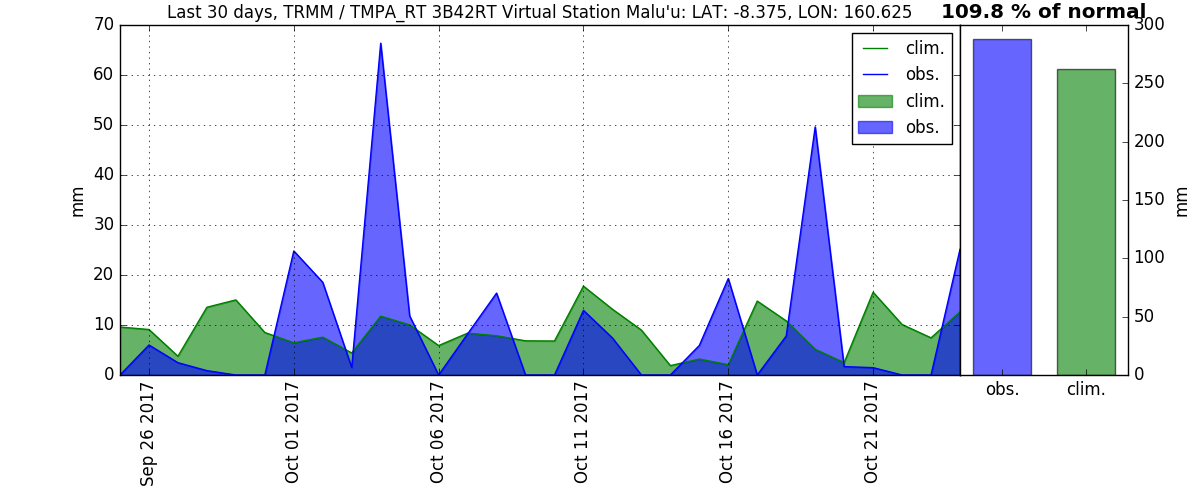 Last 30 days, TRMM / TMPA_RT 3B42RT Virtual Station Malu'u: LAT: -8.375, LON: 160.625
109.8 % of normal
70
60
50
40
30
20
10
0
mm
clim.
obs.
clim.
obs.
Sep 26 2017
Oct 01 2017
Oct 06 2017
Oct 11 2017
Oct 16 2017
Oct 21 2017
300
250
200
150
100
50
0
mm
obs.
clim.